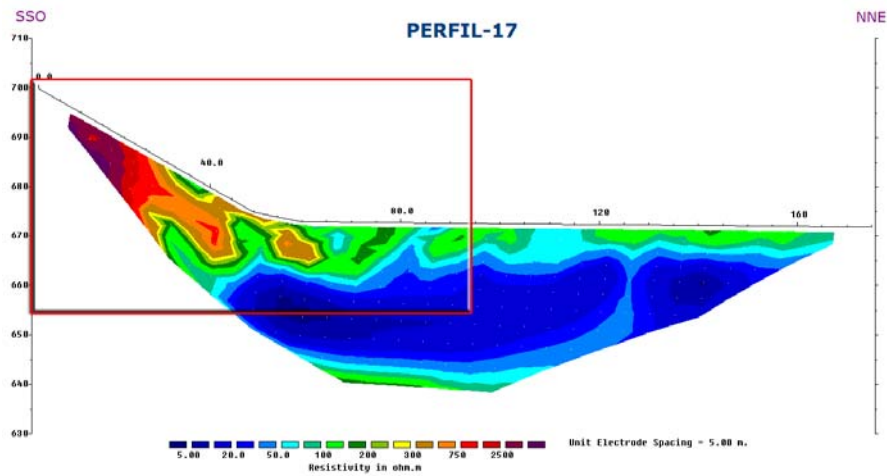 SSO
NNE
PERFIL-17
710
700
0.0
690
40.0
680
80.0
120
160
670
660
650
640
630
5.00 20.0 50.0 100 200 300 750 2500
Unit Electrode Spacing = 5.00 m.
Resistivity in ohm.m